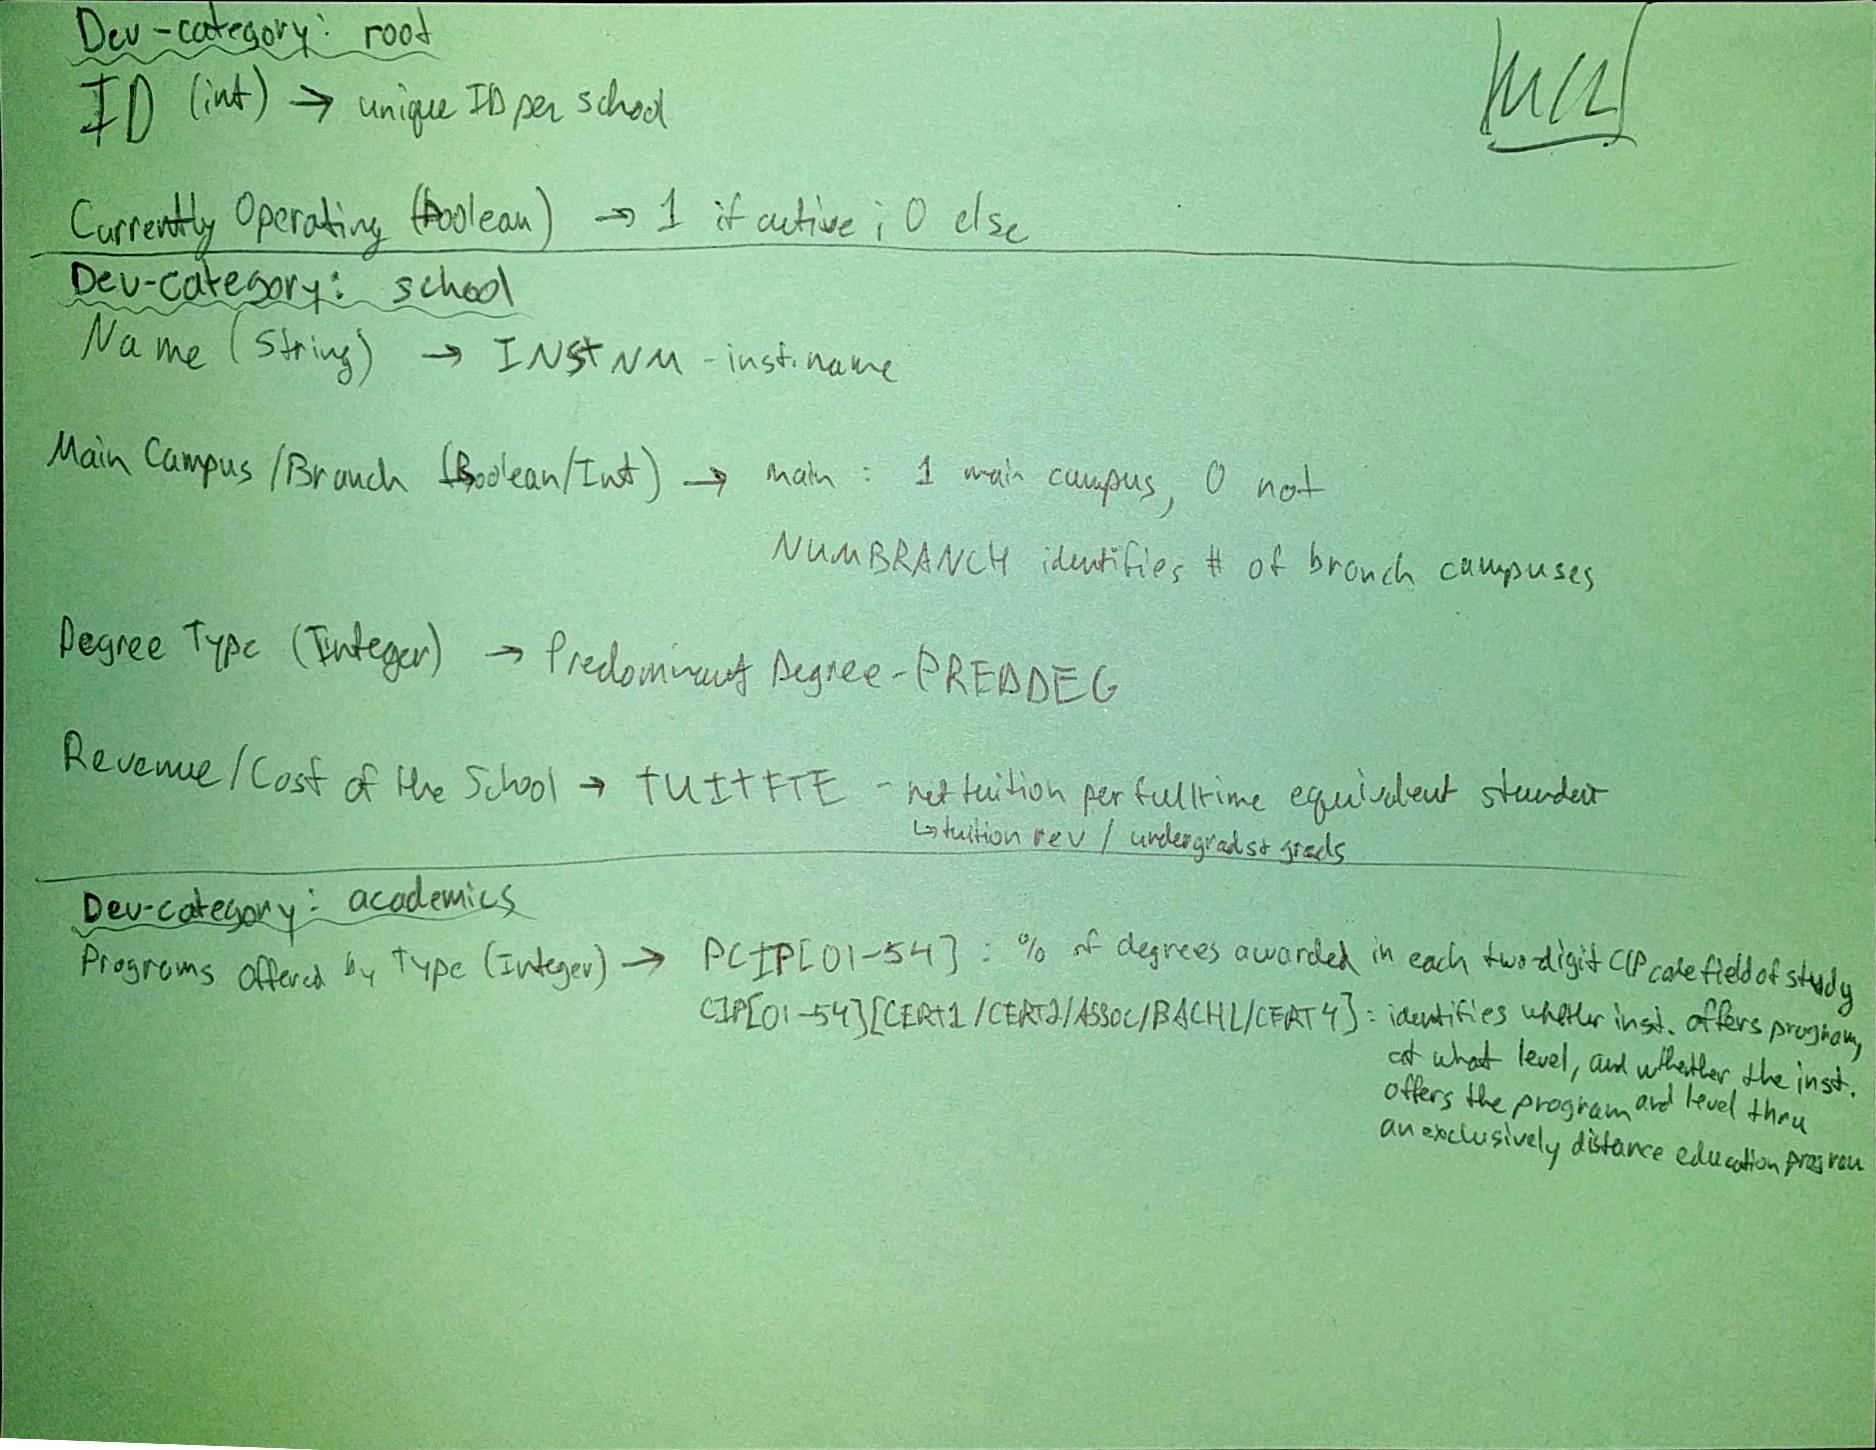 Dev-category: root
ID (int) → unique ID per school
Currently Operating (boolean) → 1 if active; 0 else
Dev-category: school
Name (String) → INSTNM - inst. name
Main Campus/Branch (Boolean/Int) → main : 1 main campus, 0 not
NUMBRANCH identifies # of branch campuses
Degree Type (Integer) → Predominant Degree - PREDDEG
Revenue/Cost of the School → TUITFTE - net tuition per fulltime equivalent student
↳ tuition rev / undergrads + grads
Dev-category: academics
Programs offered by Type (Integer) → PCIP[01-54] : % of degrees awarded in each two-digit CIP code field of study
CIP[01-54][CERT1/CERT2/ASSOC/BACHL/CERT4] : identifies whether inst. offers program,
at what level, and whether the inst.
offers the program and level thru
an exclusively distance education program